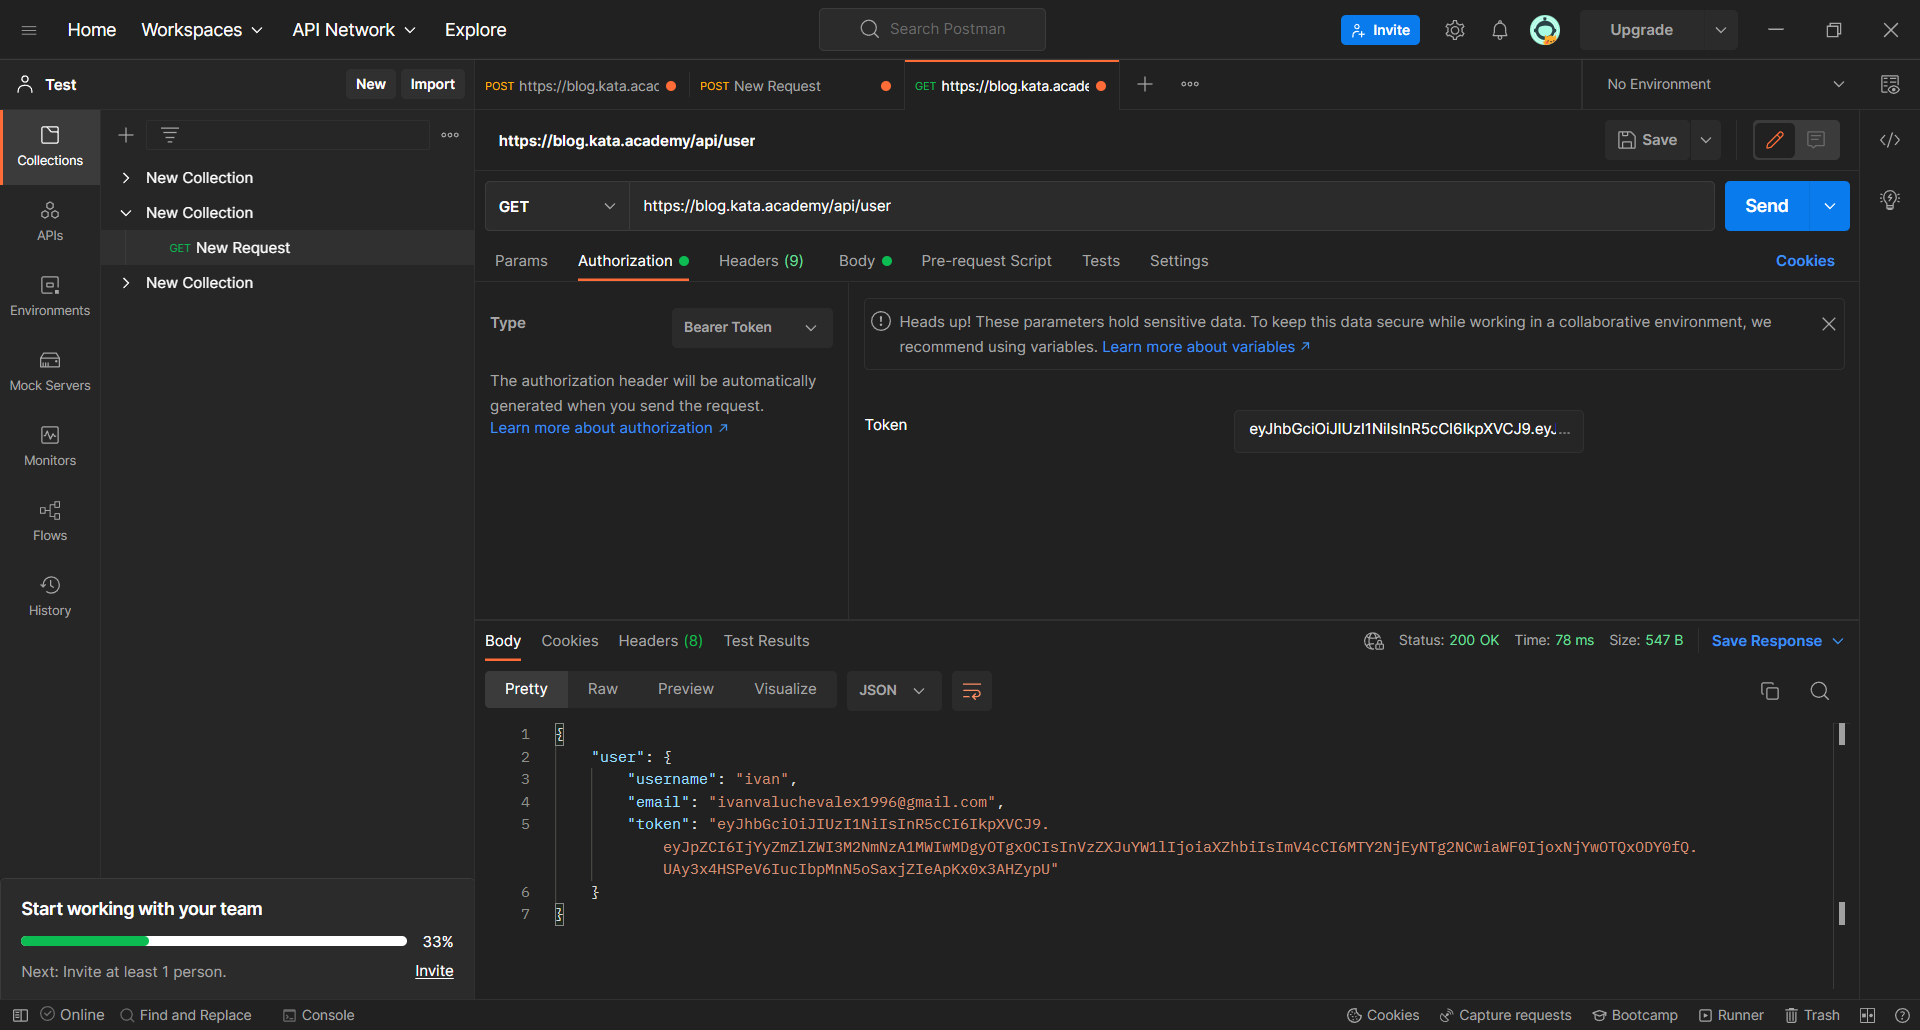 Home Workspaces API Network Explore Search Postman Invite Upgrade
Test New Import POST https://blog.kata.acac POST New Request GET https://blog.kata.acade No Environment
Collections
APIs
Environments
Mock Servers
Monitors
Flows
History
New Collection
New Collection
GET New Request
New Collection
https://blog.kata.academy/api/user Save
GET https://blog.kata.academy/api/user Send
Params Authorization Headers (9) Body Pre-request Script Tests Settings Cookies
Type Bearer Token
The authorization header will be automatically
generated when you send the request.
Learn more about authorization ↗
Heads up! These parameters hold sensitive data. To keep this data secure while working in a collaborative environment, we
recommend using variables. Learn more about variables ↗
Token eyJhbGciOiJIUzI1NiIsInR5cCI6IkpXVCJ9.eyJ...
Body Cookies Headers (8) Test Results Status: 200 OK Time: 78 ms Size: 547 B Save Response
Pretty Raw Preview Visualize JSON
1 {
2 "user": {
3 "username": "ivan",
4 "email": "ivanvaluchevalex1996@gmail.com",
5 "token": "eyJhbGciOiJIUzI1NiIsInR5cCI6IkpXVCJ9.
eyJpZCI6IjYyZmZlZWI3M2NmNzA1MWIwMDgyOTgxOCIsInVzZXJuYW1lIjoiaXZhbiIsImV4cCI6MTY2NjEyNTg2NCwiaWF0IjoxNjYwOTQxODY0fQ.
UAy3x4HSPeV6IucIbpMnN5oSaxjZIeApKx0x3AHZypU"
6 }
7 }
Start working with your team
33%
Next: Invite at least 1 person. Invite
Online Find and Replace Console Cookies Capture requests Bootcamp Runner Trash